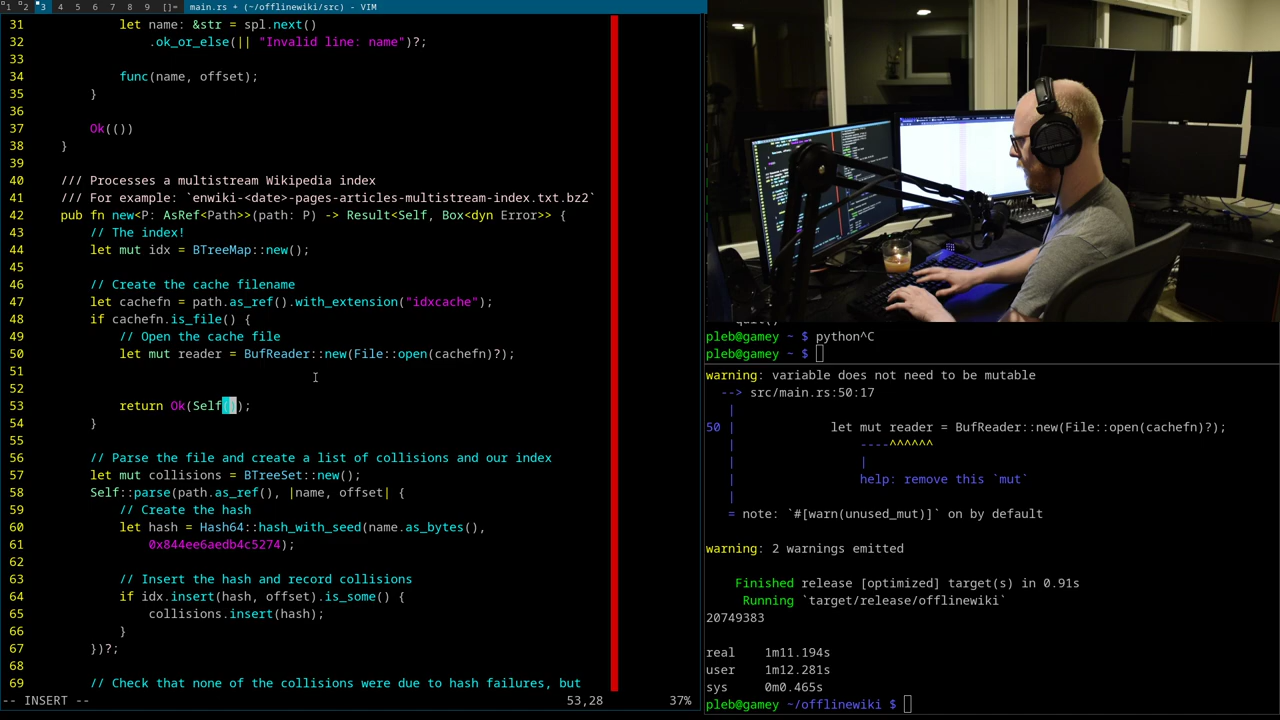 1 2 3 4 5 6 7 8 9 []= main.rs + (~/offlinewiki/src) - VIM
31 let name: &str = spl.next()
32 .ok_or_else(|| "Invalid line: name")?;
33
34 func(name, offset);
35 }
36
37 Ok(())
38 }
39
40 /// Processes a multistream Wikipedia index
41 /// For example: `enwiki-<date>-pages-articles-multistream-index.txt.bz2`
42 pub fn new<P: AsRef<Path>>(path: P) -> Result<Self, Box<dyn Error>> {
43 // The index!
44 let mut idx = BTreeMap::new();
45
46 // Create the cache filename
47 let cachefn = path.as_ref().with_extension("idxcache");
48 if cachefn.is_file() {
49 // Open the cache file
50 let mut reader = BufReader::new(File::open(cachefn)?);
51
52
53 return Ok(Self());
54 }
55
56 // Parse the file and create a list of collisions and our index
57 let mut collisions = BTreeSet::new();
58 Self::parse(path.as_ref(), |name, offset| {
59 // Create the hash
60 let hash = Hash64::hash_with_seed(name.as_bytes(),
61 0x844ee6aedb4c5274);
62
63 // Insert the hash and record collisions
64 if idx.insert(hash, offset).is_some() {
65 collisions.insert(hash);
66 }
67 })?;
68
69 // Check that none of the collisions were due to hash failures, but
-- INSERT -- 53,28 37%
pleb@gamey ~ $ python^C
pleb@gamey ~ $
warning: variable does not need to be mutable
--> src/main.rs:50:17
|
50 | let mut reader = BufReader::new(File::open(cachefn)?);
| ----^^^^^^
| |
| help: remove this `mut`
|
= note: `#[warn(unused_mut)]` on by default
warning: 2 warnings emitted
Finished release [optimized] target(s) in 0.91s
Running `target/release/offlinewiki`
20749383
real 1m11.194s
user 1m12.281s
sys 0m0.465s
pleb@gamey ~/offlinewiki $